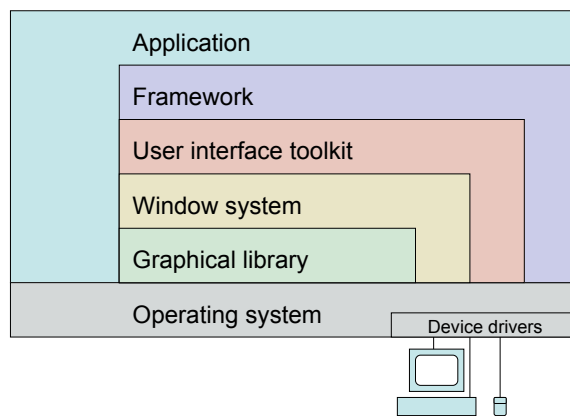 Application
Framework
User interface toolkit
Window system
Graphical library
Operating system
Device drivers